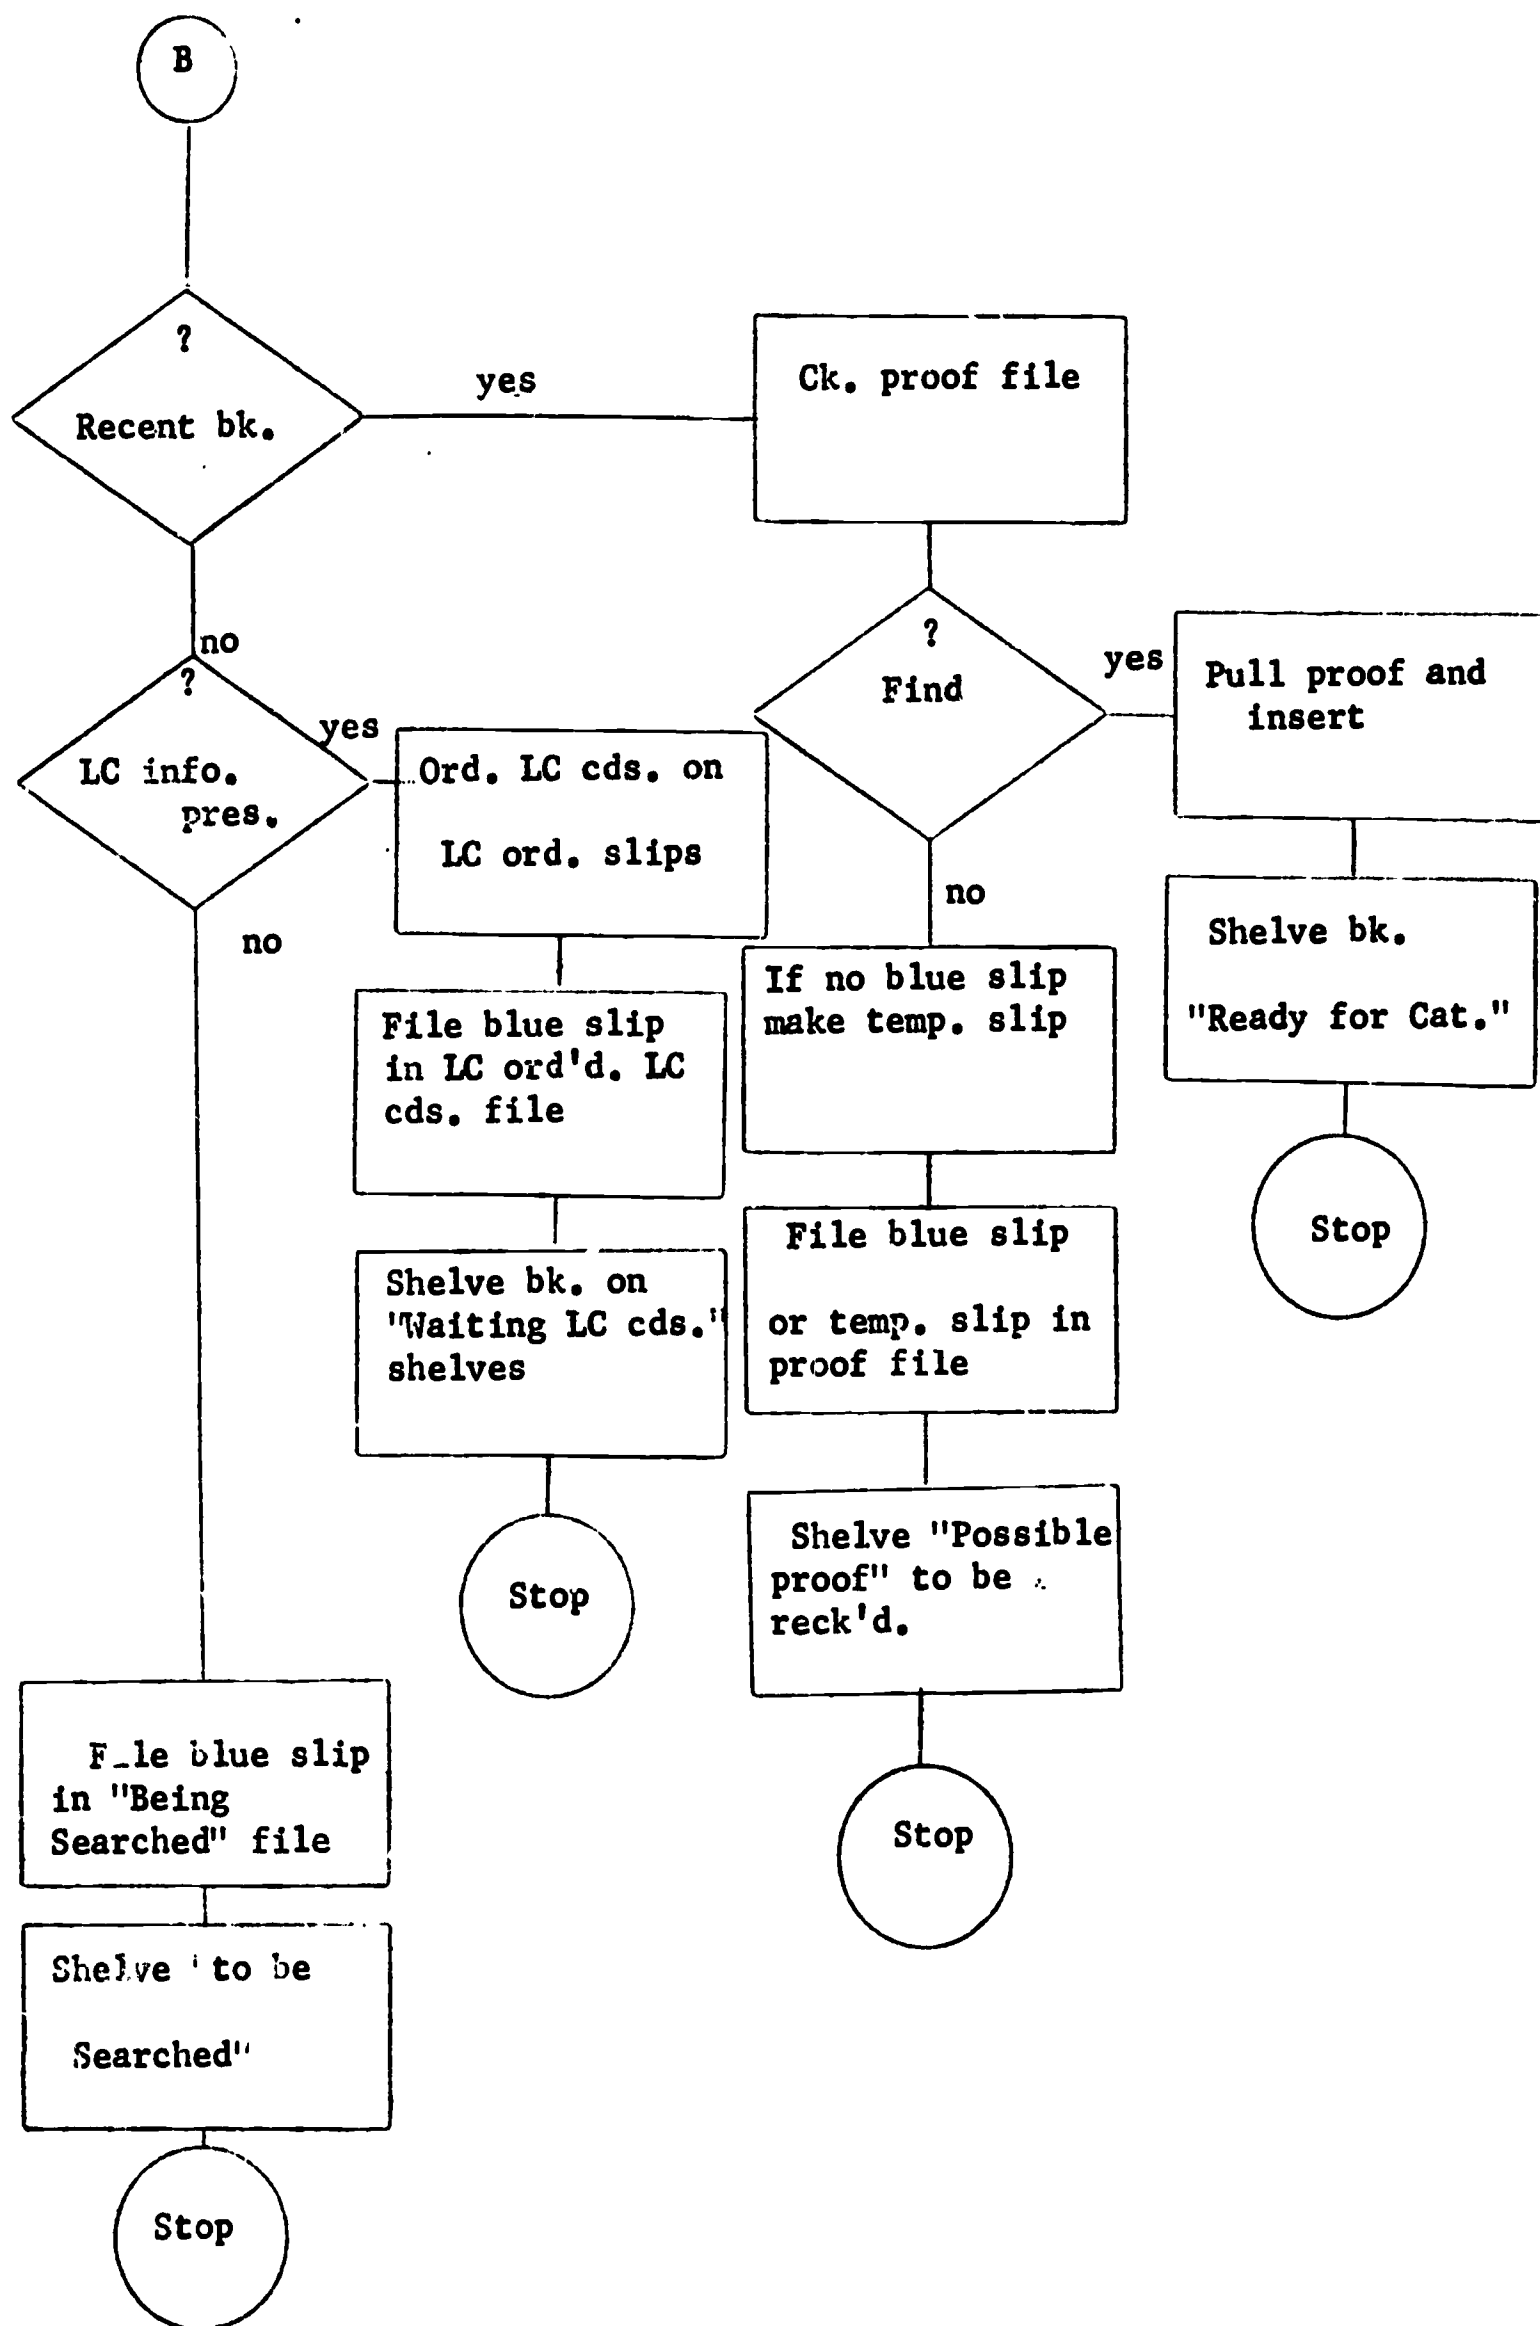 B
?
Recent bk.
yes
Ck. proof file
no
?
LC info.
pres.
yes
Ord. LC cds. on
LC ord. slips
no
File blue slip
in LC ord'd. LC
cds. file
Shelve bk. on
"Waiting LC cds."
shelves
Stop
?
Find
yes
Pull proof and
insert
Shelve bk.
"Ready for Cat."
Stop
no
If no blue slip
make temp. slip
File blue slip
or temp. slip in
proof file
Shelve "Possible
proof" to be
reck'd.
Stop
File blue slip
in "Being
Searched" file
Shelve "to be
Searched"
Stop